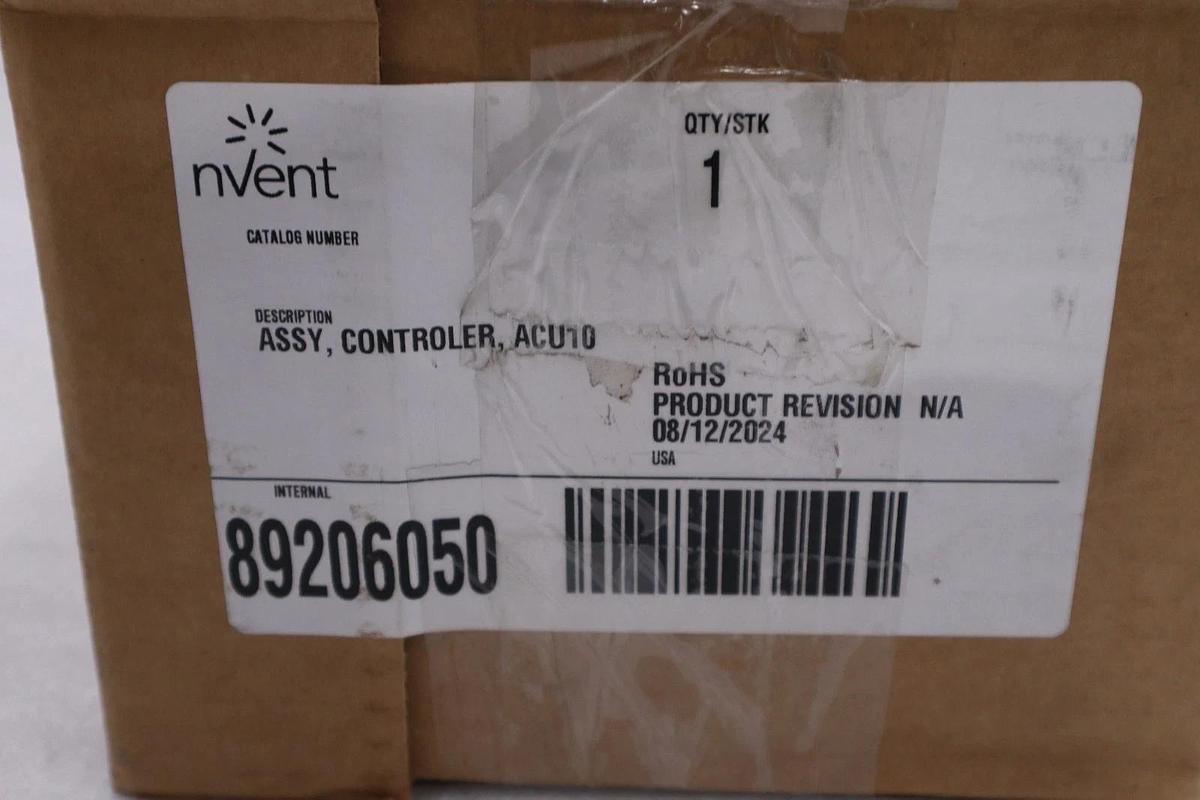 nVent
QTY/STK
1
CATALOG NUMBER
DESCRIPTION
ASSY, CONTROLER, ACU10
RoHS
PRODUCT REVISION N/A
08/12/2024
USA
INTERNAL
89206050